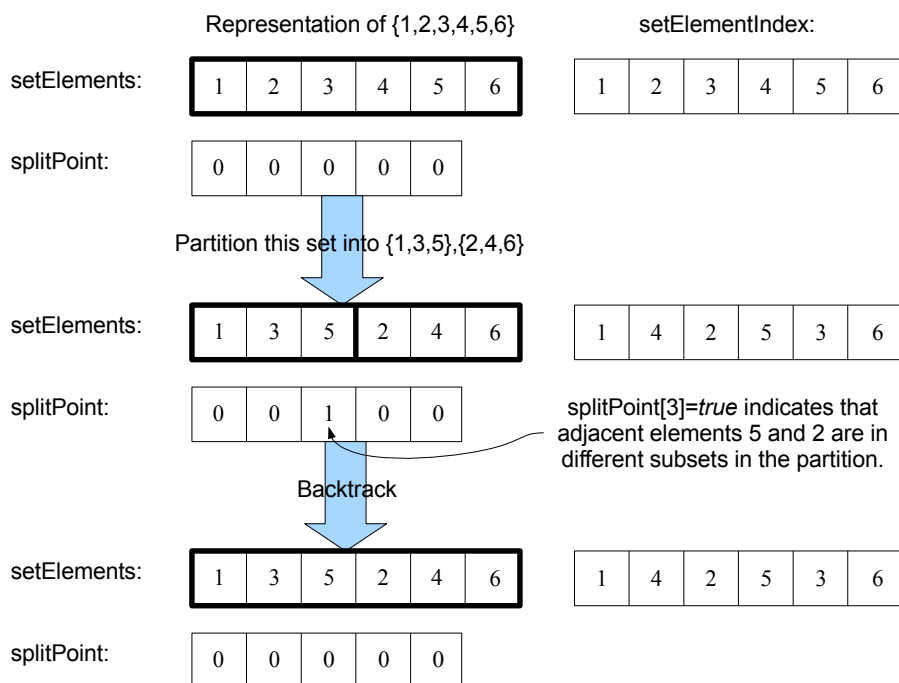 Representation of {1,2,3,4,5,6} setElementIndex:
setElements: 1 2 3 4 5 6 1 2 3 4 5 6
splitPoint: 0 0 0 0 0
Partition this set into {1,3,5},{2,4,6}
setElements: 1 3 5 2 4 6 1 4 2 5 3 6
splitPoint: 0 0 1 0 0
splitPoint[3]=true indicates that
adjacent elements 5 and 2 are in
different subsets in the partition.
Backtrack
setElements: 1 3 5 2 4 6 1 4 2 5 3 6
splitPoint: 0 0 0 0 0